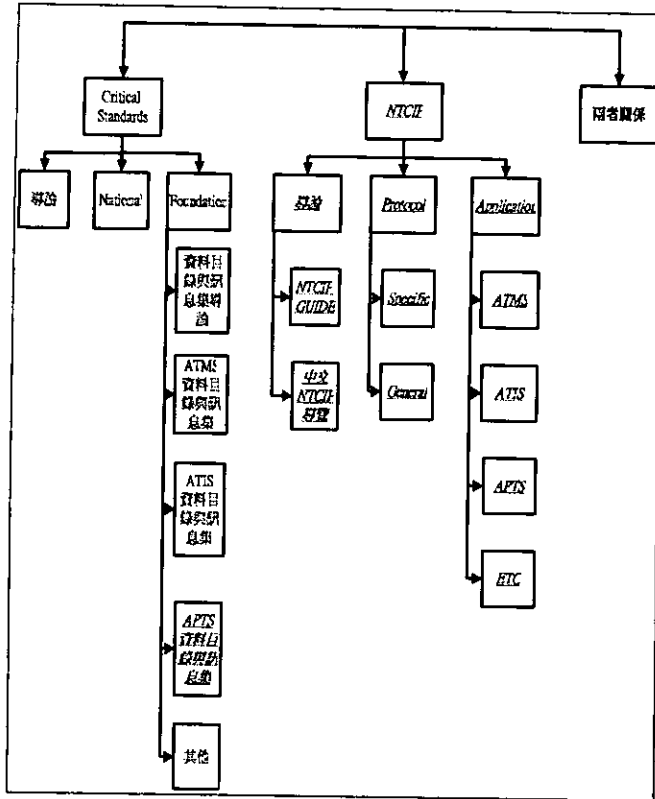 Critical
Standards
NTCIP
兩者關係
導論
National
Foundation
導論
Protocol
Application
資料目
錄與訊
息集導
論
ATMS
資料目
錄與訊
息集
ATIS
資料目
錄與訊
息集
APTS
資料目
錄與訊
息集
其他
NTCIP
GUIDE
中文
NTCIP
導覽
Specific
General
ATMS
ATIS
APTS
ETC